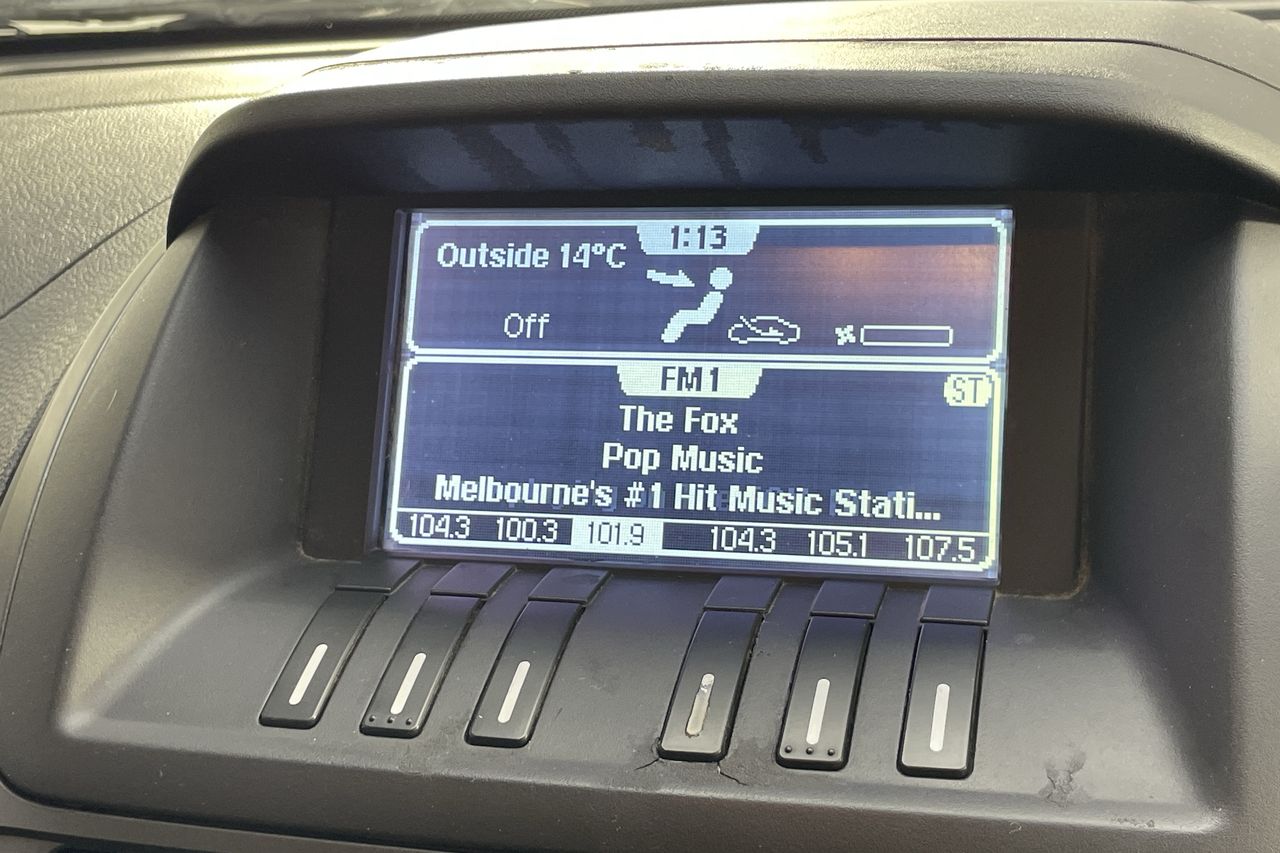 1:13
Outside 14°C
Off
FM1
ST
The Fox
Pop Music
Melbourne's #1 Hit Music Stati...
104.3 100.3 101.9 104.3 105.1 107.5